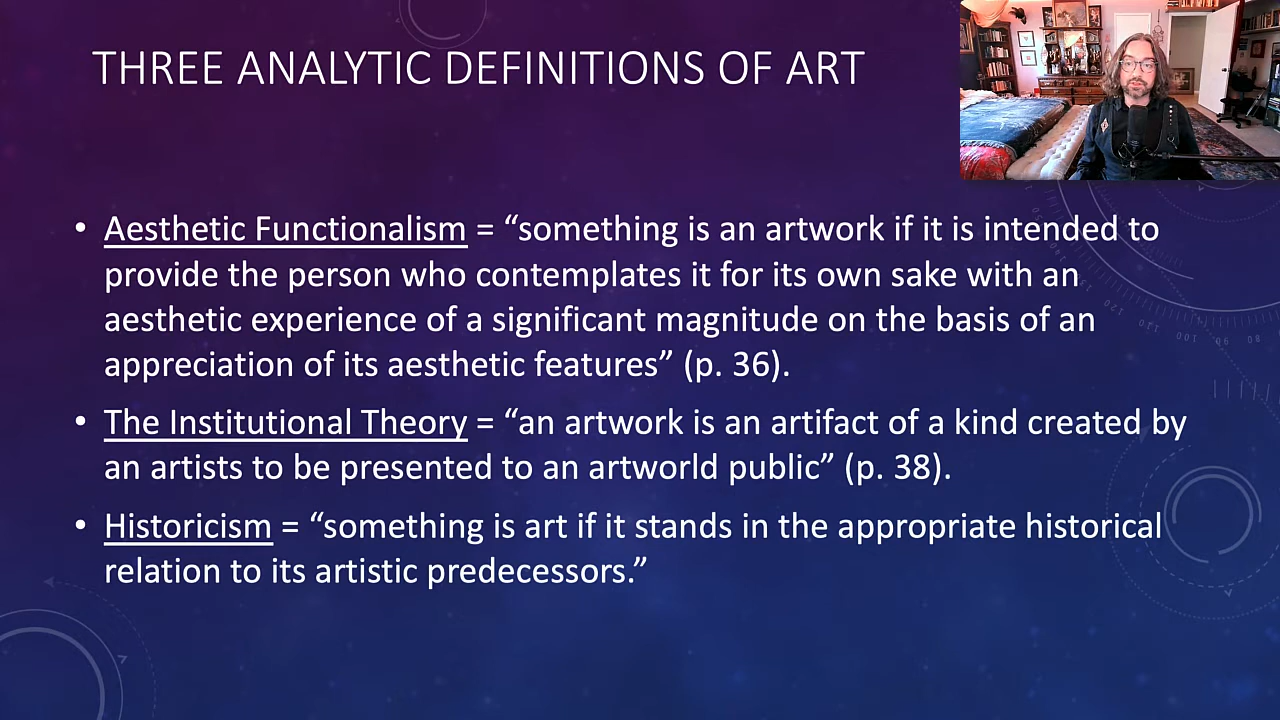 THREE ANALYTIC DEFINITIONS OF ART
• Aesthetic Functionalism = “something is an artwork if it is intended to
provide the person who contemplates it for its own sake with an
aesthetic experience of a significant magnitude on the basis of an
appreciation of its aesthetic features” (p. 36).
• The Institutional Theory = “an artwork is an artifact of a kind created by
an artists to be presented to an artworld public” (p. 38).
• Historicism = “something is art if it stands in the appropriate historical
relation to its artistic predecessors.”